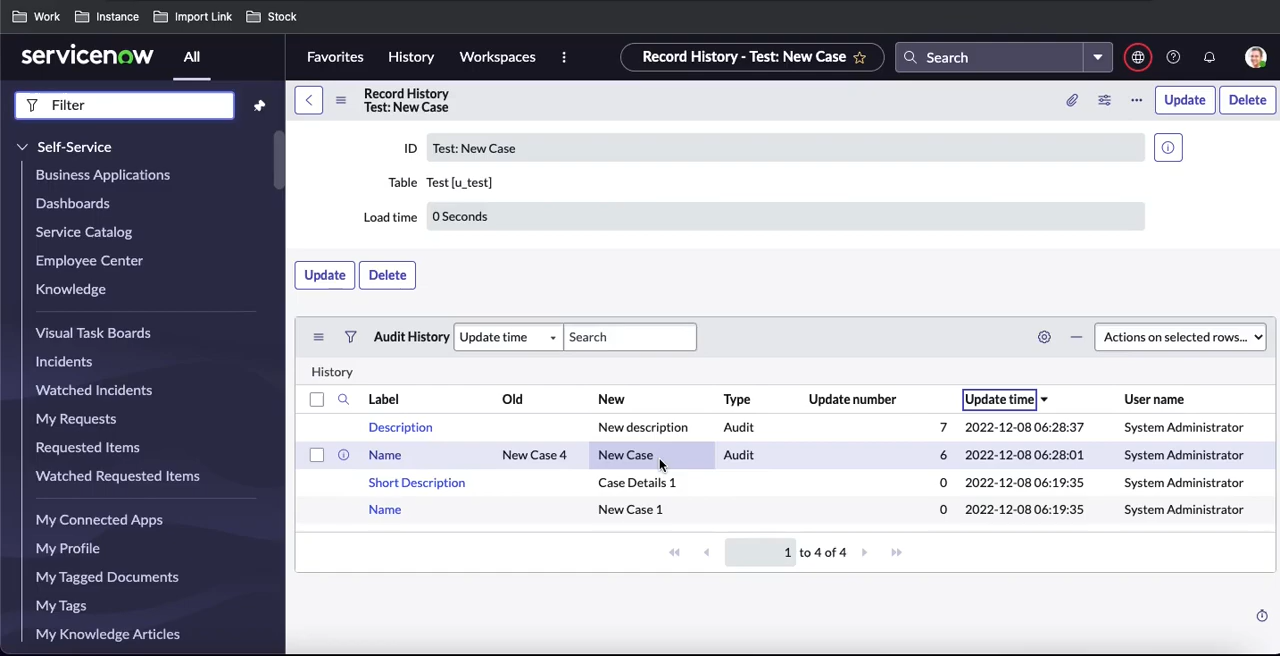 Work Instance Import Link Stock
servicenow All Favorites History Workspaces Record History - Test: New Case Search
Filter
Self-Service
Business Applications
Dashboards
Service Catalog
Employee Center
Knowledge
Visual Task Boards
Incidents
Watched Incidents
My Requests
Requested Items
Watched Requested Items
My Connected Apps
My Profile
My Tagged Documents
My Tags
My Knowledge Articles
Record History
Test: New Case
Update Delete
ID Test: New Case
Table Test [u_test]
Load time 0 Seconds
Update Delete
Audit History Update time Search Actions on selected rows...
History
Label Old New Type Update number Update time User name
Description New description Audit 7 2022-12-08 06:28:37 System Administrator
Name New Case 4 New Case Audit 6 2022-12-08 06:28:01 System Administrator
Short Description Case Details 1 0 2022-12-08 06:19:35 System Administrator
Name New Case 1 0 2022-12-08 06:19:35 System Administrator
1 to 4 of 4